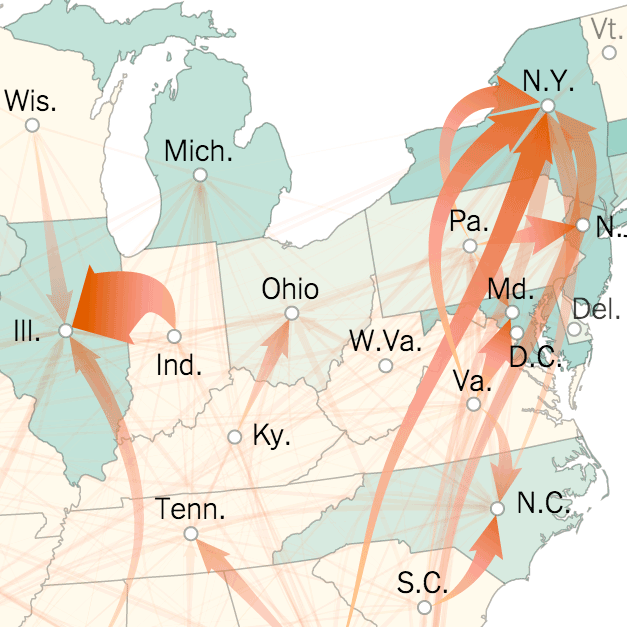 Vt.
N.Y.
Wis.
Mich.
Pa.
N.
Ohio
Md.
Del.
Ill.
W.Va.
D.C.
Ind.
Va.
Ky.
N.C.
Tenn.
S.C.